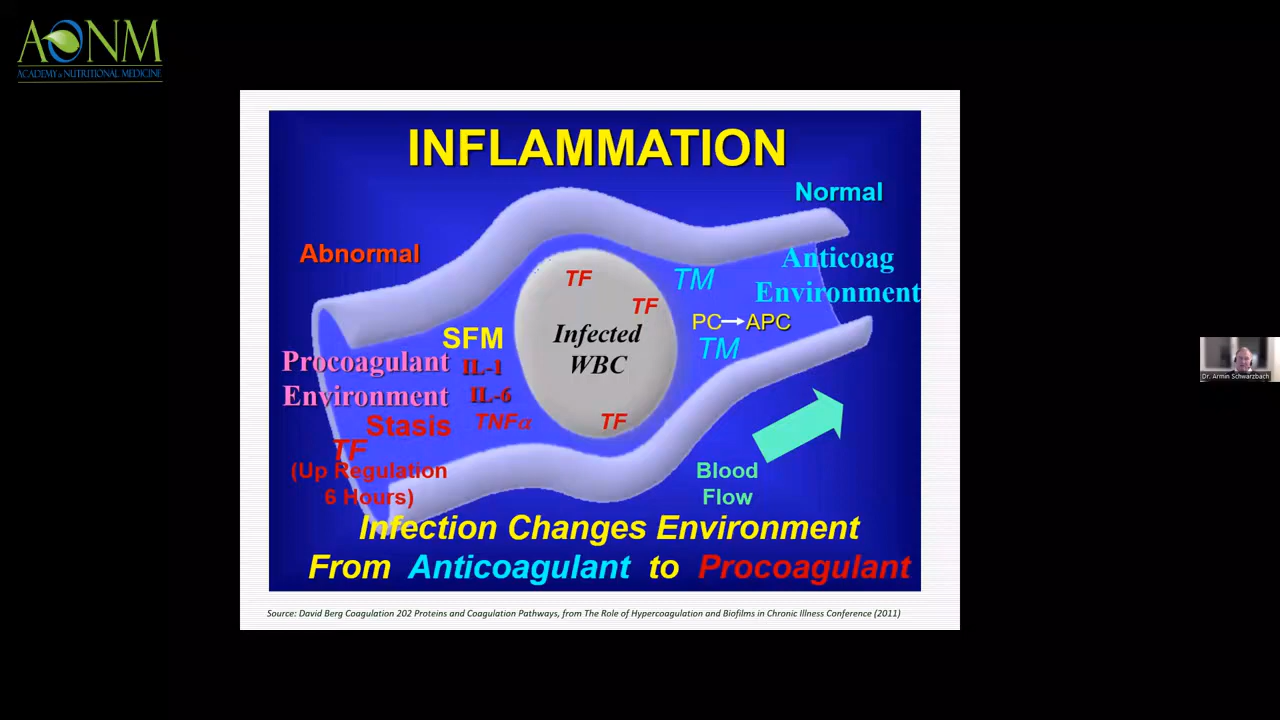 AONM
ACADEMY of NUTRITIONAL MEDICINE
INFLAMMATION
Normal
Abnormal
Anticoag
Environment
TF
TM
TF
PC→APC
TM
Infected
WBC
SFM
Procoagulant
Environment
IL-1
IL-6
Stasis
TNFα
TF
TF
(Up Regulation
6 Hours)
Blood
Flow
Infection Changes Environment
From Anticoagulant to Procoagulant
Source: David Berg Coagulation 202 Proteins and Coagulation Pathways, from The Role of Hypercoagulation and Biofilms in Chronic Illness Conference (2011)
Dr. Armin Schwarzbach